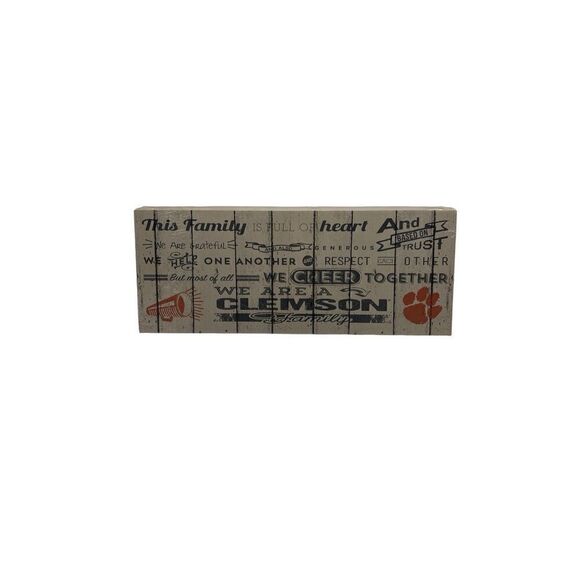 This Family IS FULL OF heart And BASED ON TRUST
We Are Grateful GENEROUS
WE HELP ONE ANOTHER RESPECT EACH OTHER
But most of all WE CHEER TOGETHER
WE ARE A
CLEMSON
Family